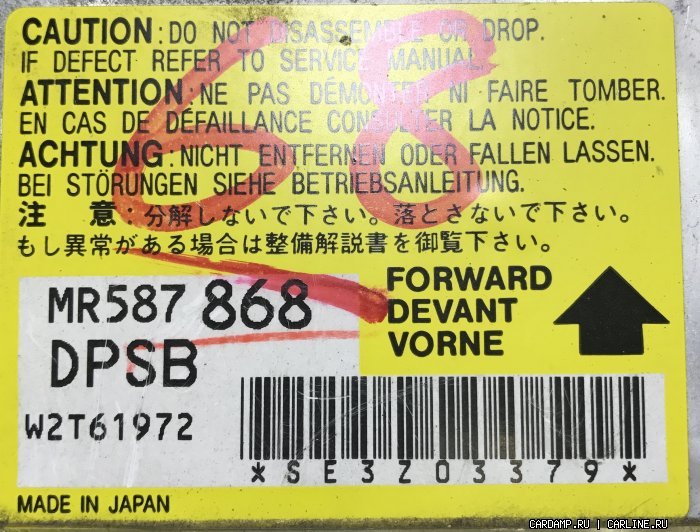 CAUTION:DO NOT DISASSEMBLE OR DROP.
IF DEFECT REFER TO SERVICE MANUAL.
ATTENTION:NE PAS DÉMONTER NI FAIRE TOMBER.
EN CAS DE DÉFAILLANCE CONSULTER LA NOTICE.
ACHTUNG:NICHT ENTFERNEN ODER FALLEN LASSEN.
BEI STÖRUNGEN SIEHE BETRIEBSANLEITUNG.
注 意:分解しないで下さい。落とさないで下さい。
もし異常がある場合は整備解説書を御覧下さい。
68
MR587 868
DPSB
W2T61972
FORWARD
DEVANT
VORNE
*SE3Z03379*
MADE IN JAPAN
CARDAMP.RU | CARLINE.RU